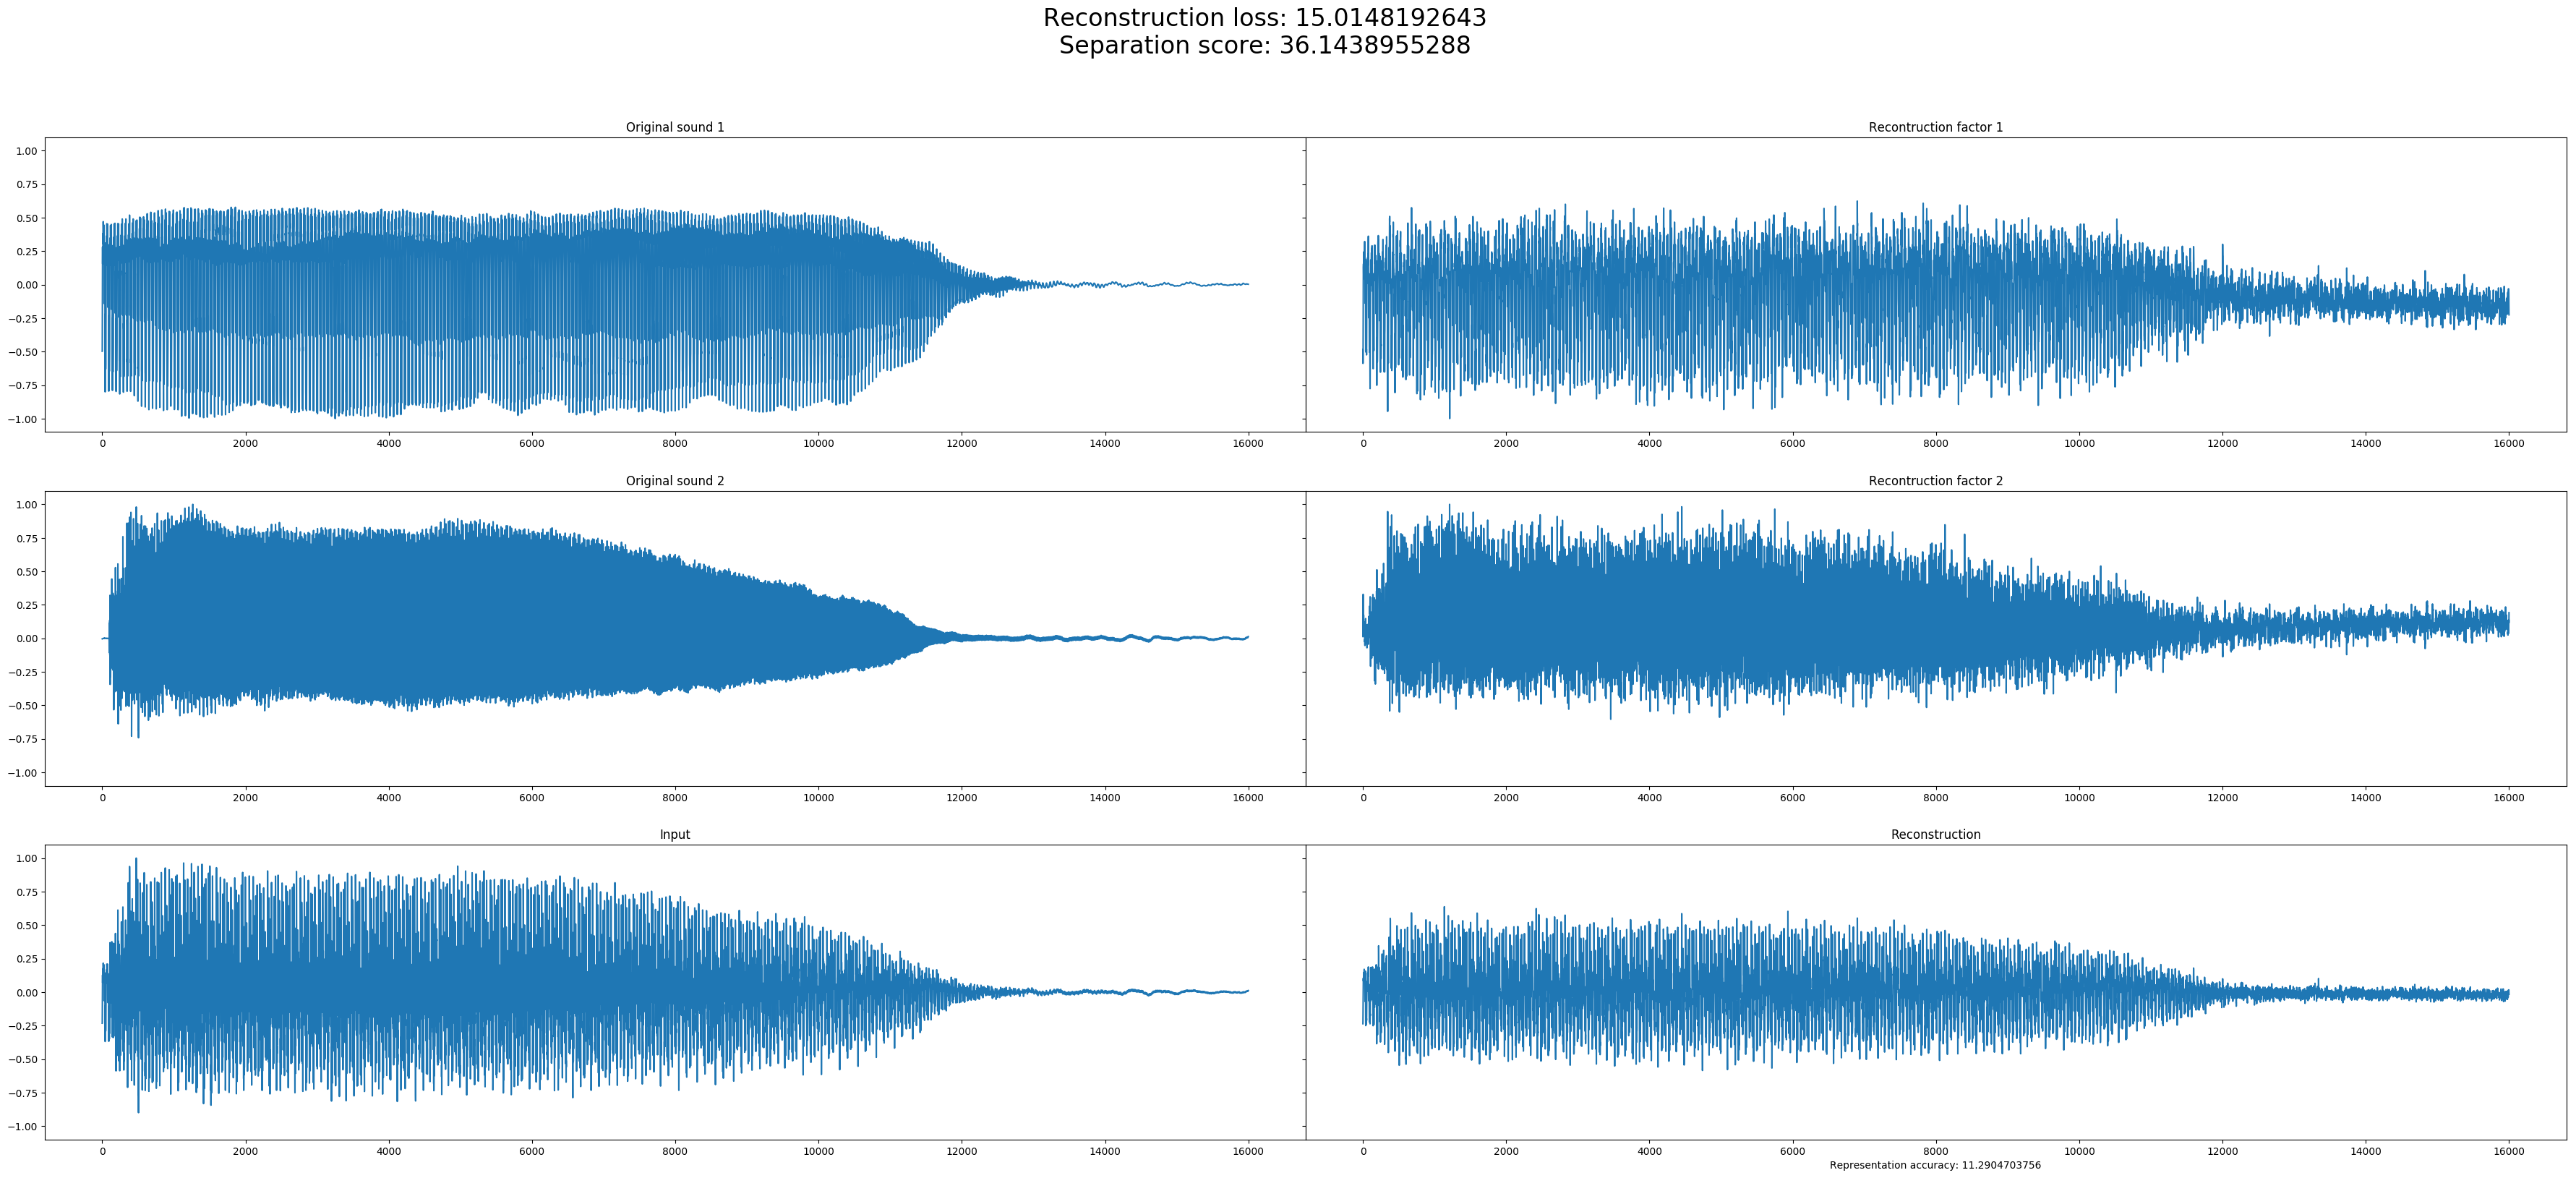 Reconstruction loss: 15.0148192643
Separation score: 36.1438955288
Original sound 1
Recontruction factor 1
1.00
0.75
0.50
0.25
0.00
−0.25
−0.50
−0.75
−1.00
0 2000 4000 6000 8000 10000 12000 14000 16000
0 2000 4000 6000 8000 10000 12000 14000 16000
Original sound 2
Recontruction factor 2
1.00
0.75
0.50
0.25
0.00
−0.25
−0.50
−0.75
−1.00
0 2000 4000 6000 8000 10000 12000 14000 16000
0 2000 4000 6000 8000 10000 12000 14000 16000
Input
Reconstruction
1.00
0.75
0.50
0.25
0.00
−0.25
−0.50
−0.75
−1.00
0 2000 4000 6000 8000 10000 12000 14000 16000
0 2000 4000 6000 8000 10000 12000 14000 16000
Representation accuracy: 11.2904703756